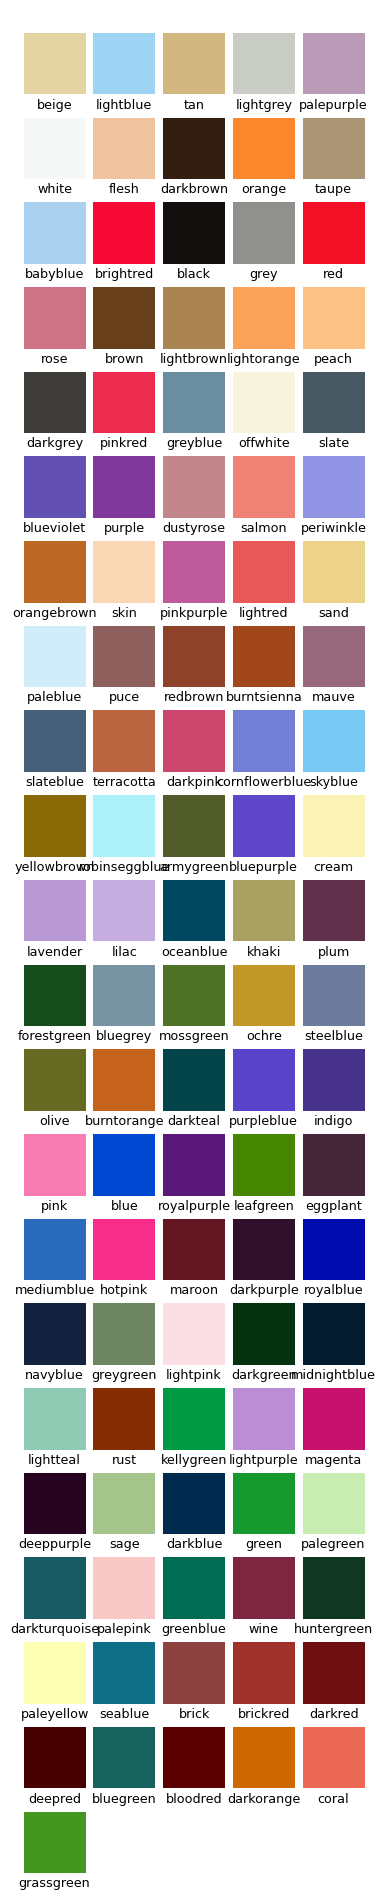 beige lightblue tan lightgrey palepurple
white flesh darkbrown orange taupe
babyblue brightred black grey red
rose brown lightbrown lightorange peach
darkgrey pinkred greyblue offwhite slate
blueviolet purple dustyrose salmon periwinkle
orangebrown skin pinkpurple lightred sand
paleblue puce redbrown burntsienna mauve
slateblue terracotta darkpink cornflowerblue skyblue
yellowbrown robinseggblue armygreen bluepurple cream
lavender lilac oceanblue khaki plum
forestgreen bluegrey mossgreen ochre steelblue
olive burntorange darkteal purpleblue indigo
pink blue royalpurple leafgreen eggplant
mediumblue hotpink maroon darkpurple royalblue
navyblue greygreen lightpink darkgreen midnightblue
lightteal rust kellygreen lightpurple magenta
deeppurple sage darkblue green palegreen
darkturquoise palepink greenblue wine huntergreen
paleyellow seablue brick brickred darkred
deepred bluegreen bloodred darkorange coral
grassgreen